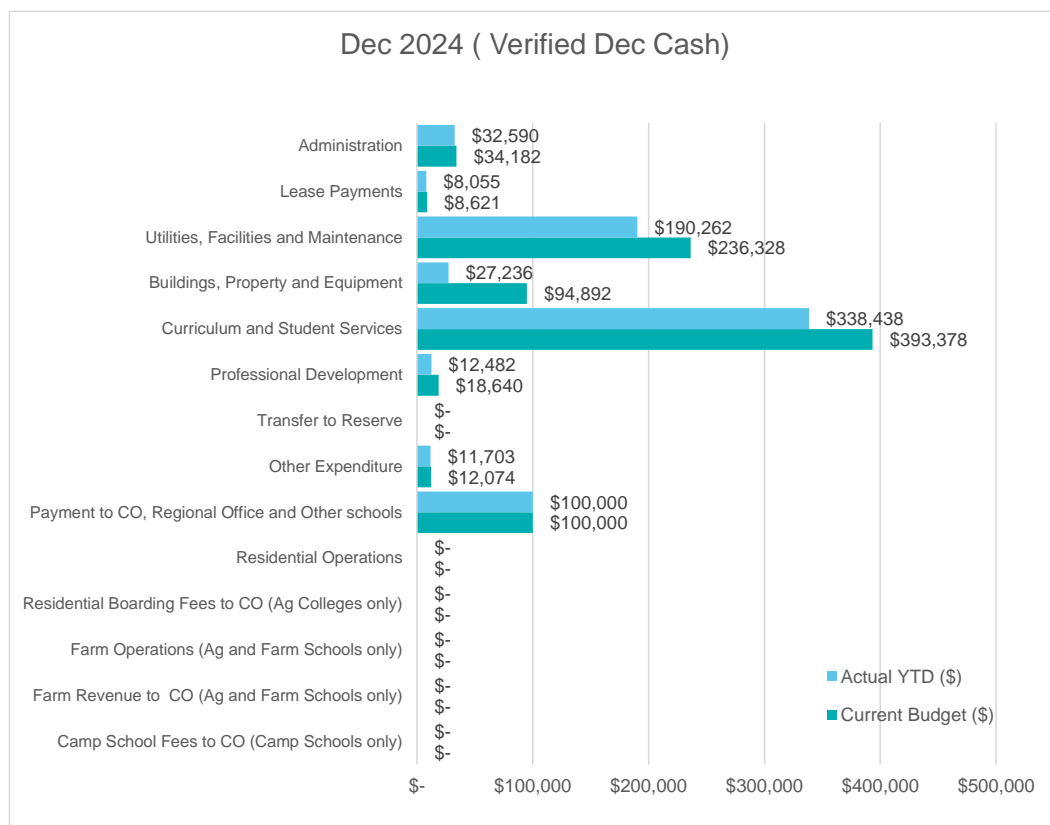 Dec 2024 ( Verified Dec Cash)
Administration
$32,590
$34,182
Lease Payments
$8,055
$8,621
Utilities, Facilities and Maintenance
$190,262
$236,328
Buildings, Property and Equipment
$27,236
$94,892
Curriculum and Student Services
$338,438
$393,378
Professional Development
$12,482
$18,640
Transfer to Reserve
$-
$-
Other Expenditure
$11,703
$12,074
Payment to CO, Regional Office and Other schools
$100,000
$100,000
Residential Operations
$-
$-
Residential Boarding Fees to CO (Ag Colleges only)
$-
$-
Farm Operations (Ag and Farm Schools only)
$-
$-
Farm Revenue to  CO (Ag and Farm Schools only)
$-
$-
Camp School Fees to CO (Camp Schools only)
$-
$-
Actual YTD ($)
Current Budget ($)
$- $100,000 $200,000 $300,000 $400,000 $500,000